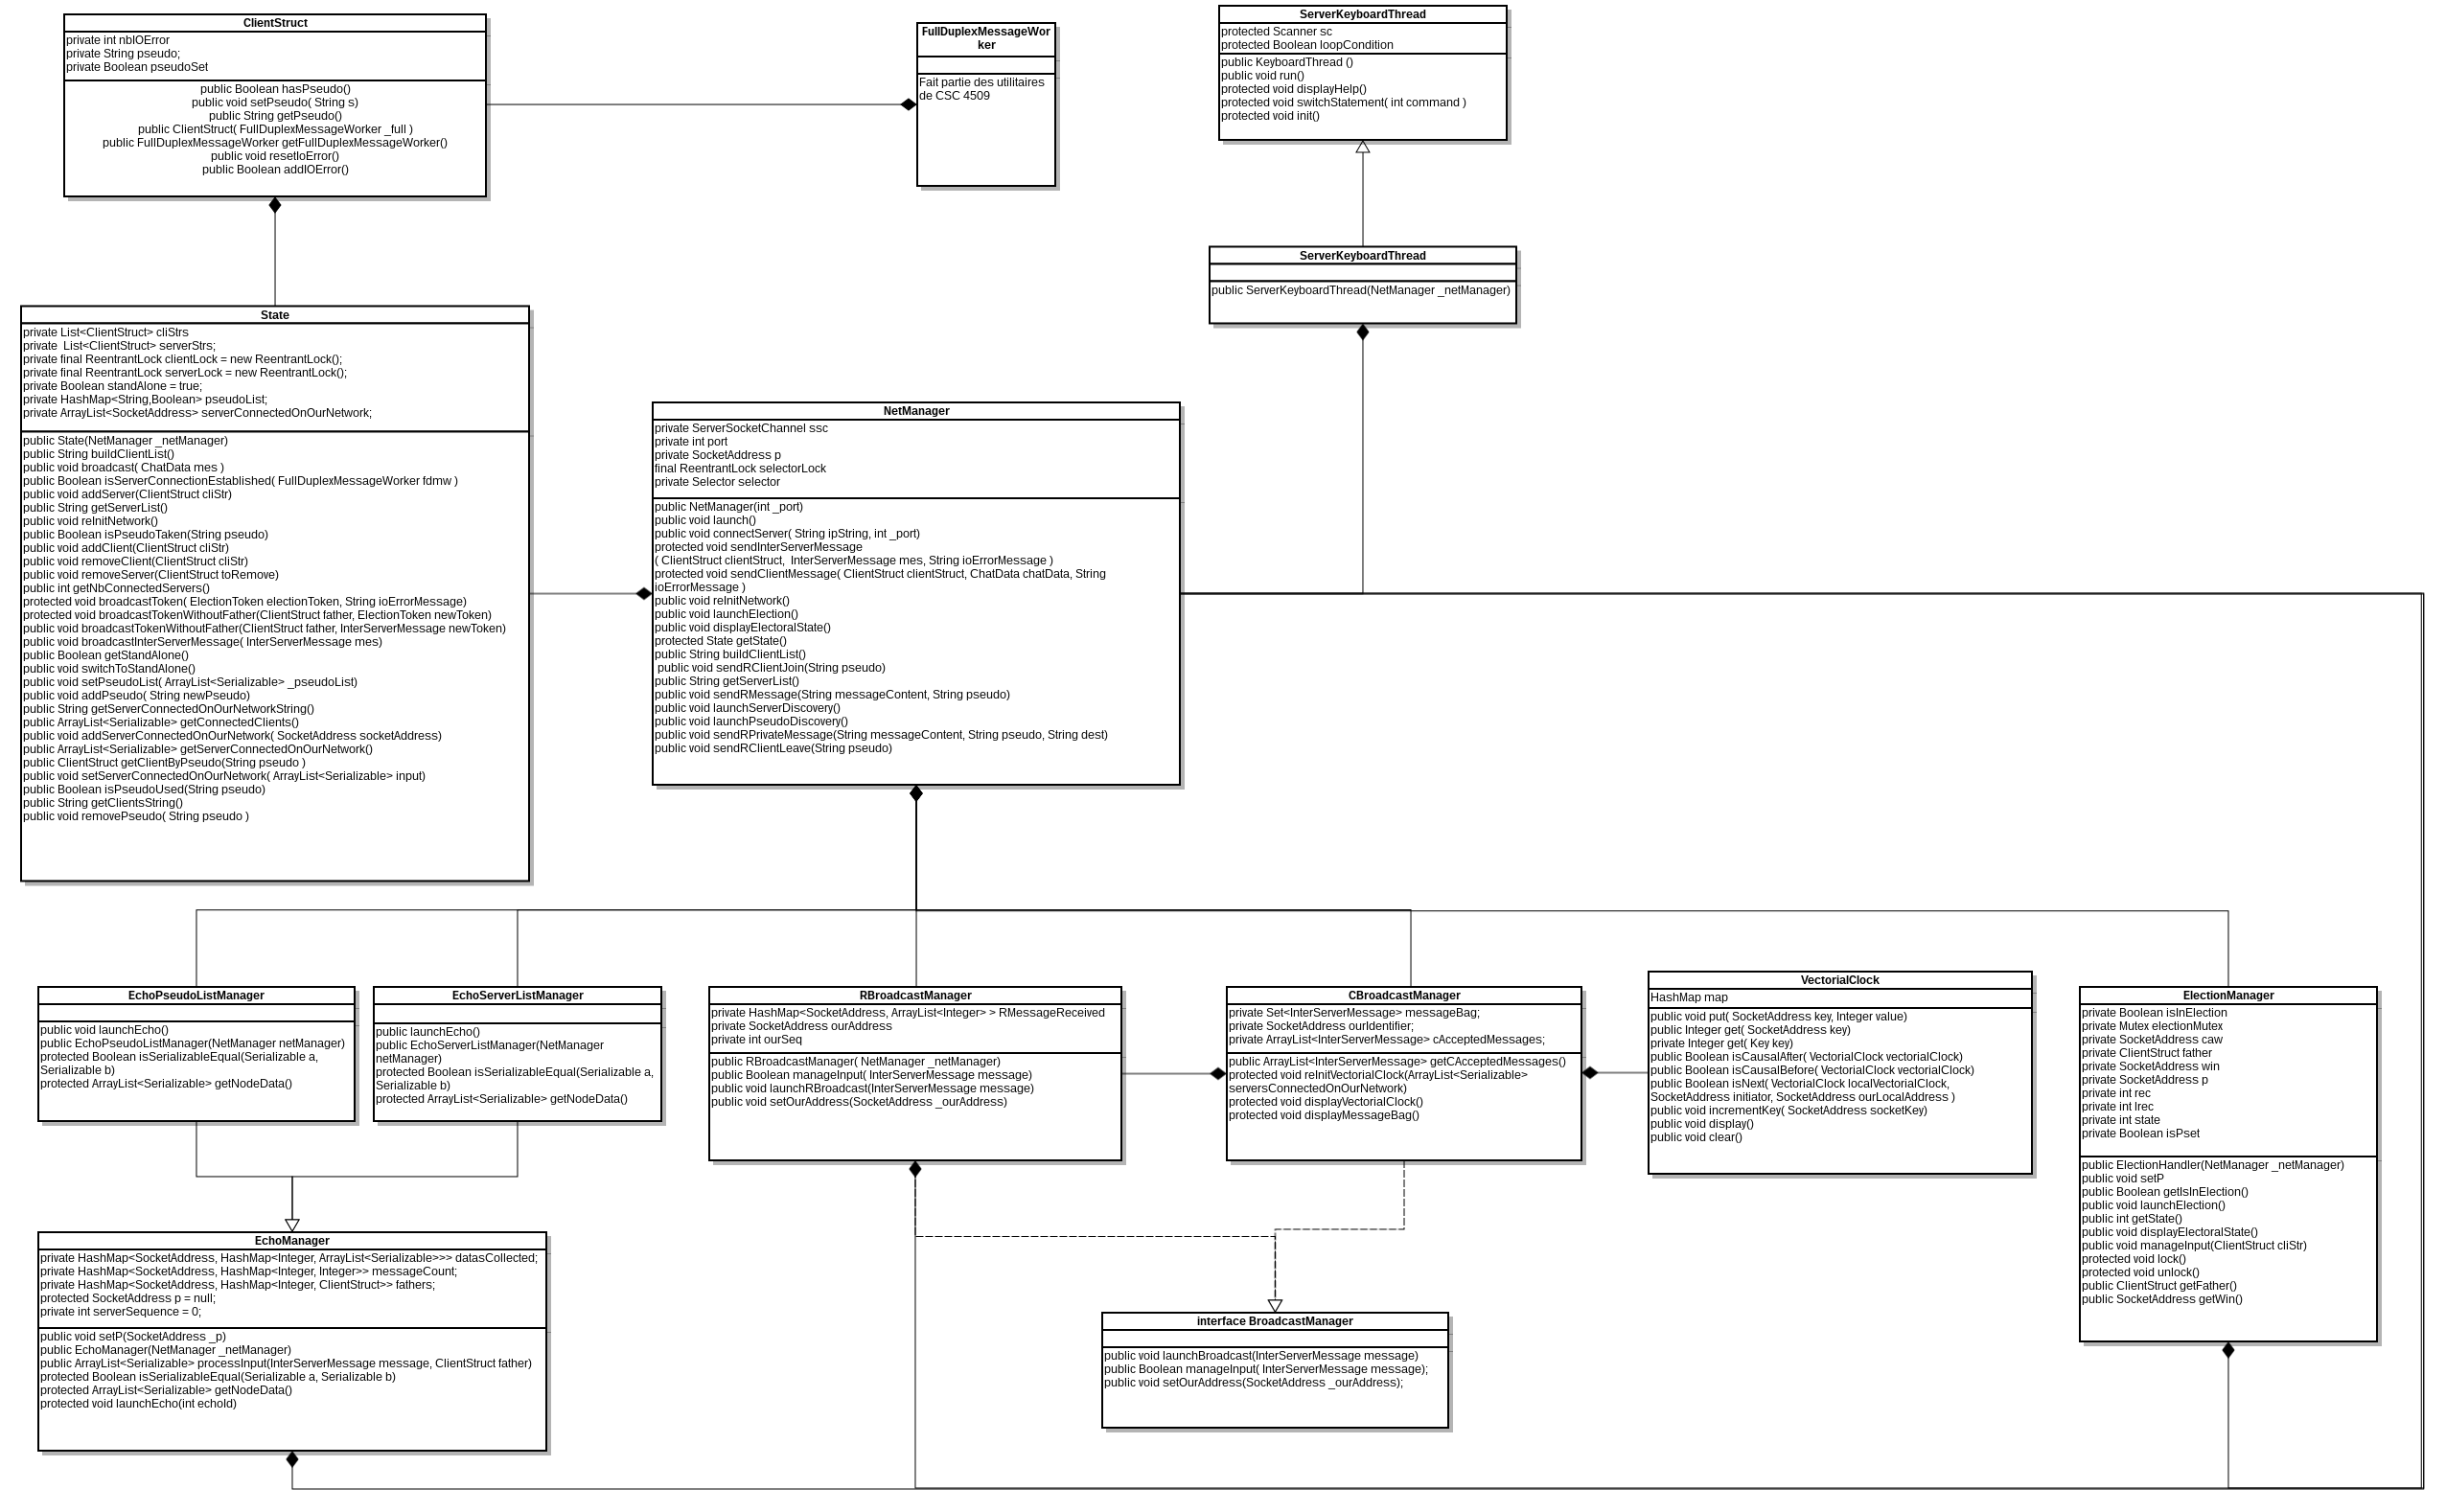 ClientStruct
private int nbIOError
private String pseudo;
private Boolean pseudoSet
public Boolean hasPseudo()
public void setPseudo( String s)
public String getPseudo()
public ClientStruct( FullDuplexMessageWorker _full )
public FullDuplexMessageWorker getFullDuplexMessageWorker()
public void resetIoError()
public Boolean addIOError()
FullDuplexMessageWor
ker
Fait partie des utilitaires
de CSC 4509
ServerKeyboardThread
protected Scanner sc
protected Boolean loopCondition
public KeyboardThread ()
public void run()
protected void displayHelp()
protected void switchStatement( int command )
protected void init()
ServerKeyboardThread
public ServerKeyboardThread(NetManager _netManager)
State
private List<ClientStruct> cliStrs
private  List<ClientStruct> serverStrs;
private final ReentrantLock clientLock = new ReentrantLock();
private final ReentrantLock serverLock = new ReentrantLock();
private Boolean standAlone = true;
private HashMap<String,Boolean> pseudoList;
private ArrayList<SocketAddress> serverConnectedOnOurNetwork;
public State(NetManager _netManager)
public String buildClientList()
public void broadcast( ChatData mes )
public Boolean isServerConnectionEstablished( FullDuplexMessageWorker fdmw )
public void addServer(ClientStruct cliStr)
public String getServerList()
public void reInitNetwork()
public Boolean isPseudoTaken(String pseudo)
public void addClient(ClientStruct cliStr)
public void removeClient(ClientStruct cliStr)
public void removeServer(ClientStruct toRemove)
public int getNbConnectedServers()
protected void broadcastToken( ElectionToken electionToken, String ioErrorMessage)
protected void broadcastTokenWithoutFather(ClientStruct father, ElectionToken newToken)
public void broadcastTokenWithoutFather(ClientStruct father, InterServerMessage newToken)
public void broadcastInterServerMessage( InterServerMessage mes)
public Boolean getStandAlone()
public void switchToStandAlone()
public void setPseudoList( ArrayList<Serializable> _pseudoList)
public void addPseudo( String newPseudo)
public String getServerConnectedOnOurNetworkString()
public ArrayList<Serializable> getConnectedClients()
public void addServerConnectedOnOurNetwork( SocketAddress socketAddress)
public ArrayList<Serializable> getServerConnectedOnOurNetwork()
public ClientStruct getClientByPseudo(String pseudo )
public void setServerConnectedOnOurNetwork( ArrayList<Serializable> input)
public Boolean isPseudoUsed(String pseudo)
public String getClientsString()
public void removePseudo( String pseudo )
NetManager
private ServerSocketChannel ssc
private int port
private SocketAddress p
final ReentrantLock selectorLock
private Selector selector
public NetManager(int _port)
public void launch()
public void connectServer( String ipString, int _port)
protected void sendInterServerMessage
( ClientStruct clientStruct,  InterServerMessage mes, String ioErrorMessage )
protected void sendClientMessage( ClientStruct clientStruct, ChatData chatData, String
ioErrorMessage )
public void reInitNetwork()
public void launchElection()
public void displayElectoralState()
protected State getState()
public String buildClientList()
public void sendRClientJoin(String pseudo)
public String getServerList()
public void sendRMessage(String messageContent, String pseudo)
public void launchServerDiscovery()
public void launchPseudoDiscovery()
public void sendRPrivateMessage(String messageContent, String pseudo, String dest)
public void sendRClientLeave(String pseudo)
EchoPseudoListManager
public void launchEcho()
public EchoPseudoListManager(NetManager netManager)
protected Boolean isSerializableEqual(Serializable a,
Serializable b)
protected ArrayList<Serializable> getNodeData()
EchoServerListManager
public launchEcho()
public EchoServerListManager(NetManager
netManager)
protected Boolean isSerializableEqual(Serializable a,
Serializable b)
protected ArrayList<Serializable> getNodeData()
RBroadcastManager
private HashMap<SocketAddress, ArrayList<Integer> > RMessageReceived
private SocketAddress ourAddress
private int ourSeq
public RBroadcastManager( NetManager _netManager)
public Boolean manageInput( InterServerMessage message)
public void launchRBroadcast(InterServerMessage message)
public void setOurAddress(SocketAddress _ourAddress)
CBroadcastManager
private Set<InterServerMessage> messageBag;
private SocketAddress ourIdentifier;
private ArrayList<InterServerMessage> cAcceptedMessages;
public ArrayList<InterServerMessage> getCAcceptedMessages()
protected void reInitVectorialClock(ArrayList<Serializable>
serversConnectedOnOurNetwork)
protected void displayVectorialClock()
protected void displayMessageBag()
VectorialClock
HashMap map
public void put( SocketAddress key, Integer value)
public Integer get( SocketAddress key)
private Integer get( Key key)
public Boolean isCausalAfter( VectorialClock vectorialClock)
public Boolean isCausalBefore( VectorialClock vectorialClock)
public Boolean isNext( VectorialClock localVectorialClock,
SocketAddress initiator, SocketAddress ourLocalAddress )
public void incrementKey( SocketAddress socketKey)
public void display()
public void clear()
ElectionManager
private Boolean isInElection
private Mutex electionMutex
private SocketAddress caw
private ClientStruct father
private SocketAddress win
private SocketAddress p
private int rec
private int lrec
private int state
private Boolean isPset
public ElectionHandler(NetManager _netManager)
public void setP
public Boolean getIsInElection()
public void launchElection()
public int getState()
public void displayElectoralState()
public void manageInput(ClientStruct cliStr)
protected void lock()
protected void unlock()
public ClientStruct getFather()
public SocketAddress getWin()
EchoManager
private HashMap<SocketAddress, HashMap<Integer, ArrayList<Serializable>>> datasCollected;
private HashMap<SocketAddress, HashMap<Integer, Integer>> messageCount;
private HashMap<SocketAddress, HashMap<Integer, ClientStruct>> fathers;
protected SocketAddress p = null;
private int serverSequence = 0;
public void setP(SocketAddress _p)
public EchoManager(NetManager _netManager)
public ArrayList<Serializable> processInput(InterServerMessage message, ClientStruct father)
protected Boolean isSerializableEqual(Serializable a, Serializable b)
protected ArrayList<Serializable> getNodeData()
protected void launchEcho(int echoId)
interface BroadcastManager
public void launchBroadcast(InterServerMessage message)
public Boolean manageInput( InterServerMessage message);
public void setOurAddress(SocketAddress _ourAddress);